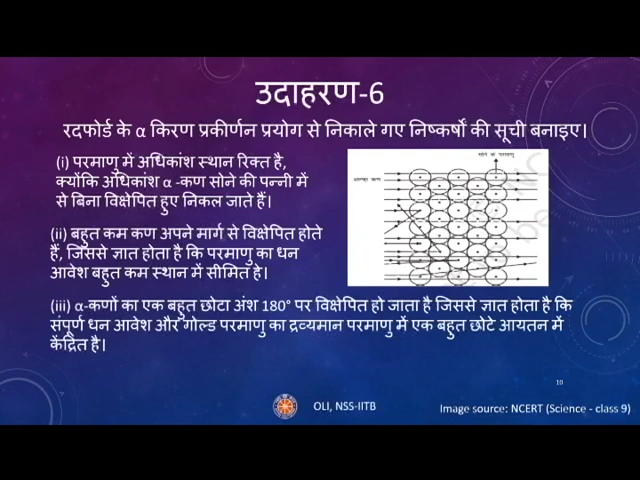 उदाहरण-6
रदफोर्ड के α किरण प्रकीर्णन प्रयोग से निकाले गए निष्कर्षों की सूची बनाइए।
(i) परमाणु में अधिकांश स्थान रिक्त है,
क्योंकि अधिकांश α -कण सोने की पन्नी में
से बिना विक्षेपित हुए निकल जाते हैं।
(ii) बहुत कम कण अपने मार्ग से विक्षेपित होते
हैं, जिससे ज्ञात होता है कि परमाणु का धन
आवेश बहुत कम स्थान में सीमित है।
सोने के परमाणु
(iii) α-कणों का एक बहुत छोटा अंश 180° पर विक्षेपित हो जाता है जिससे ज्ञात होता है कि
संपूर्ण धन आवेश और गोल्ड परमाणु का द्रव्यमान परमाणु में एक बहुत छोटे आयतन में
केंद्रित है।
10
OLI, NSS-IITB
Image source: NCERT (Science - class 9)